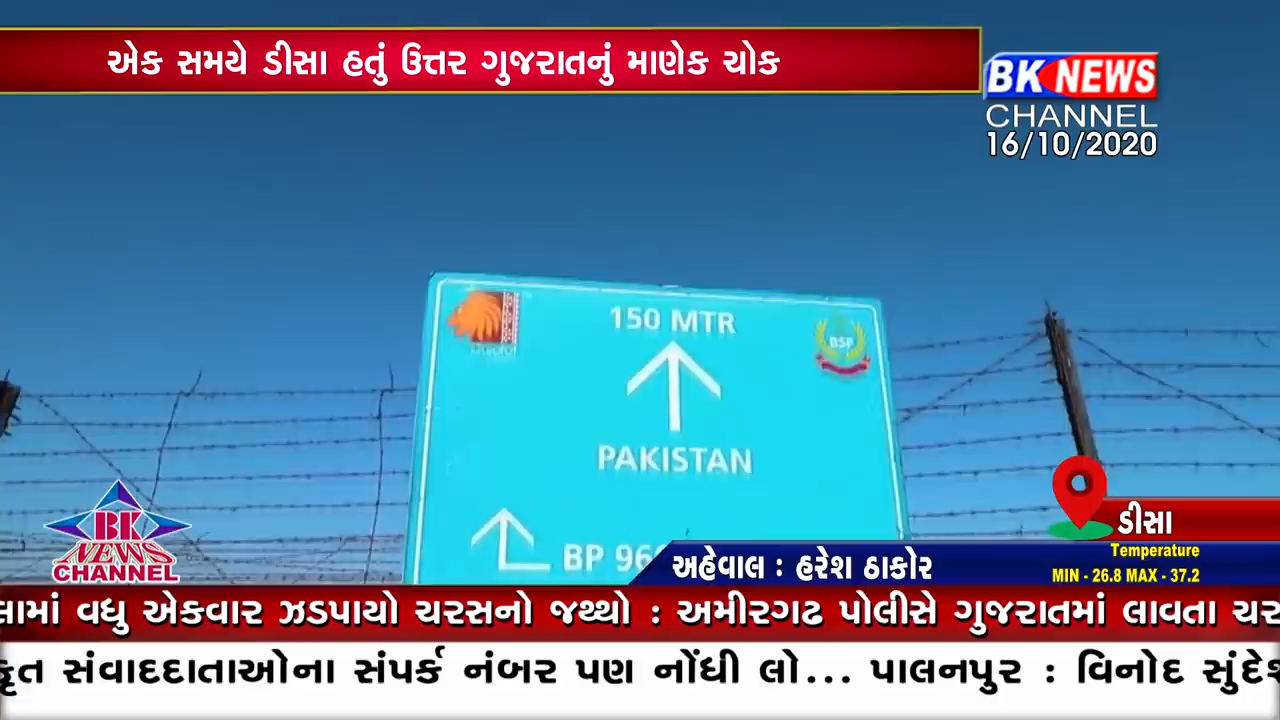 એક સમયે ડીસા હતું ઉત્તર ગુજરાતનું માણેક ચોક
BK NEWS
CHANNEL
16/10/2020
150 MTR
BSF
PAKISTAN
BP 96
BK
NEWS
CHANNEL
ડીસા
Temperature
MIN - 26.8 MAX - 37.2
અહેવાલ : હરેશ ઠાકોર
લામાં વધુ એકવાર ઝડપાયો ચરસનો જથ્થો : અમીરગઢ પોલીસે ગુજરાતમાં લાવતા ચર
કૃત સંવાદદાતાઓના સંપર્ક નંબર પણ નોંધી લો... પાલનપુર : વિનોદ સુંદેશ